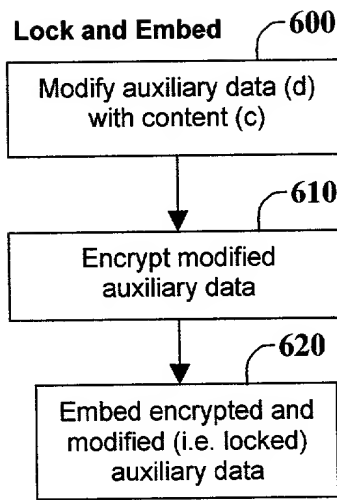 Lock and Embed
600
Modify auxiliary data (d)
with content (c)
610
Encrypt modified
auxiliary data
620
Embed encrypted and
modified (i.e. locked)
auxiliary data